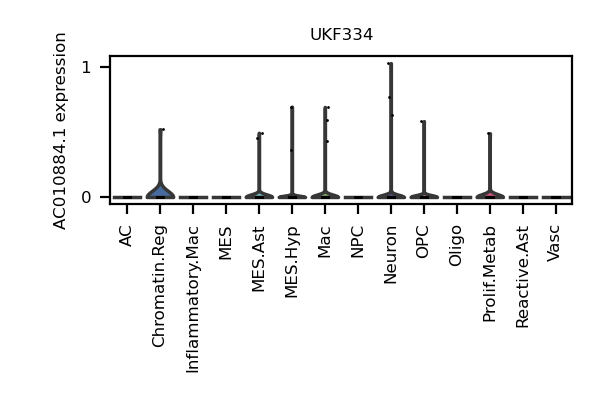 UKF334
AC010884.1 expression
1
0
AC
Chromatin.Reg
Inflammatory.Mac
MES
MES.Ast
MES.Hyp
Mac
NPC
Neuron
OPC
Oligo
Prolif.Metab
Reactive.Ast
Vasc